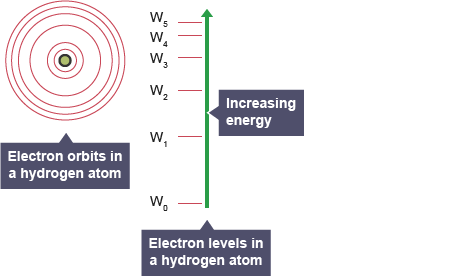 W5
W4
W3
W2
W1
W0
Increasing
energy
Electron orbits in
a hydrogen atom
Electron levels in
a hydrogen atom